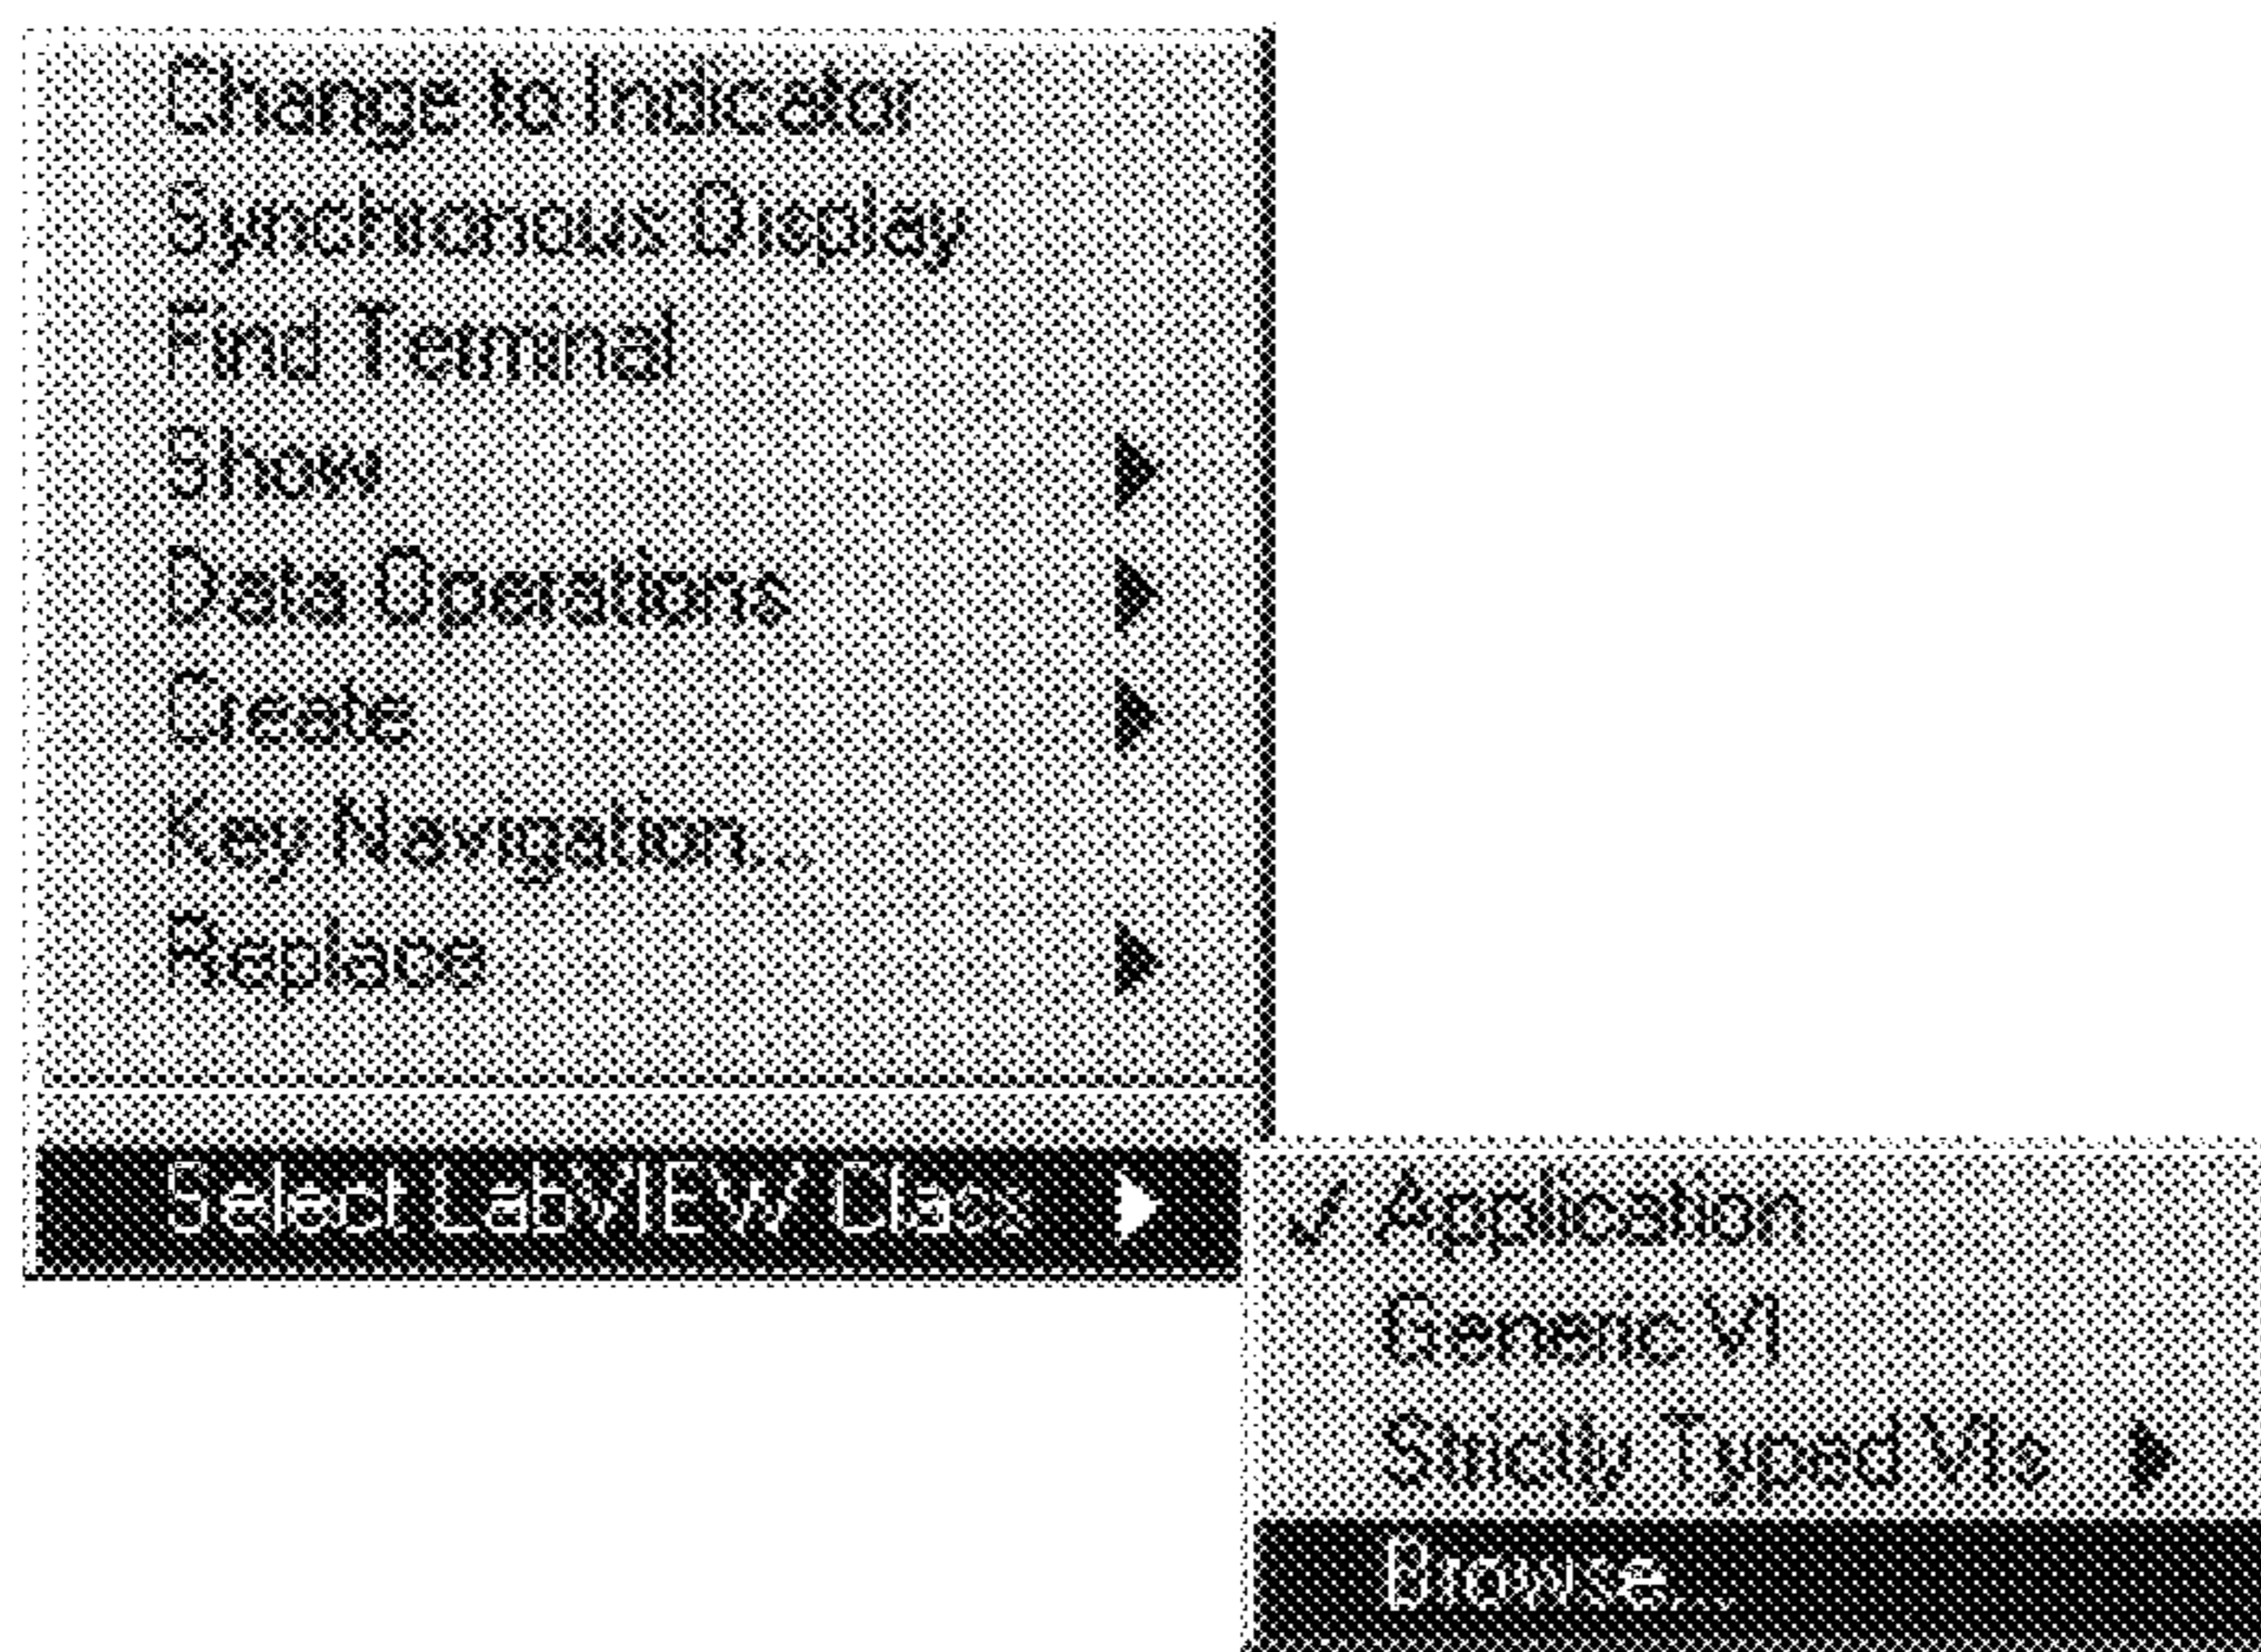 Change to Indicator
Synchronous Display
Find Terminal
Show
Data Operations
Create
Key Navigation...
Replace
Select LabVIEW Class
Application
Generic VI
Strictly Typed VIs
Browse...